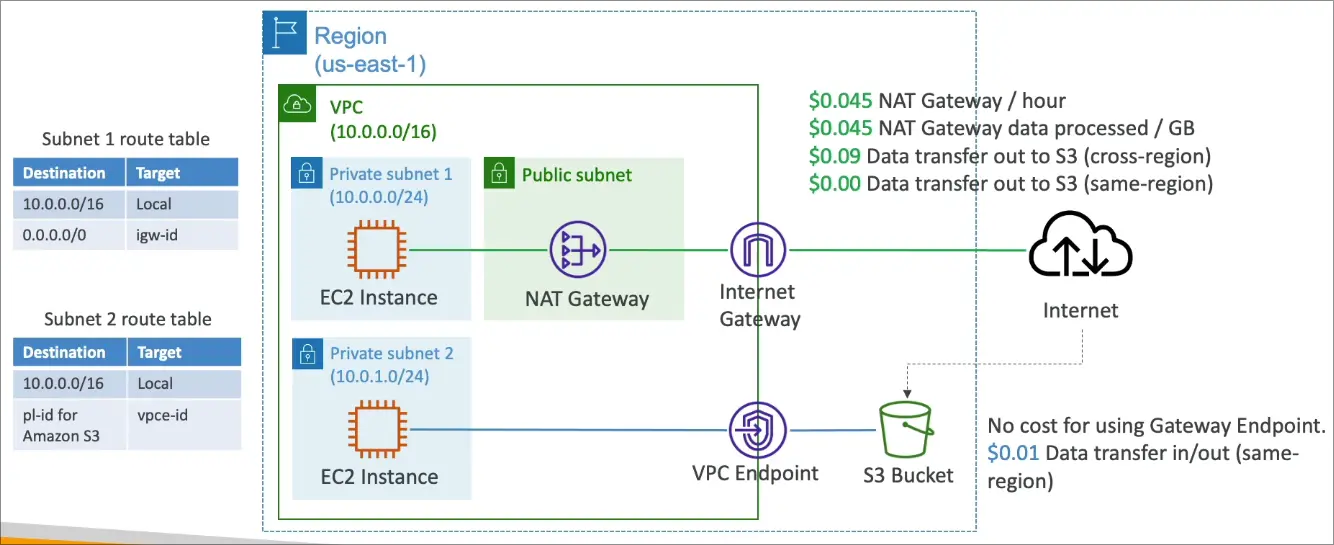 Region
(us-east-1)
VPC
(10.0.0.0/16)
$0.045 NAT Gateway / hour
$0.045 NAT Gateway data processed / GB
$0.09 Data transfer out to S3 (cross-region)
$0.00 Data transfer out to S3 (same-region)
Subnet 1 route table
Destination Target
10.0.0.0/16 Local
0.0.0.0/0 igw-id
Private subnet 1
(10.0.0.0/24)
EC2 Instance
Public subnet
NAT Gateway
Internet
Gateway
Internet
Subnet 2 route table
Destination Target
10.0.0.0/16 Local
pl-id for vpce-id
Amazon S3
Private subnet 2
(10.0.1.0/24)
EC2 Instance
VPC Endpoint
S3 Bucket
No cost for using Gateway Endpoint.
$0.01 Data transfer in/out (same-
region)